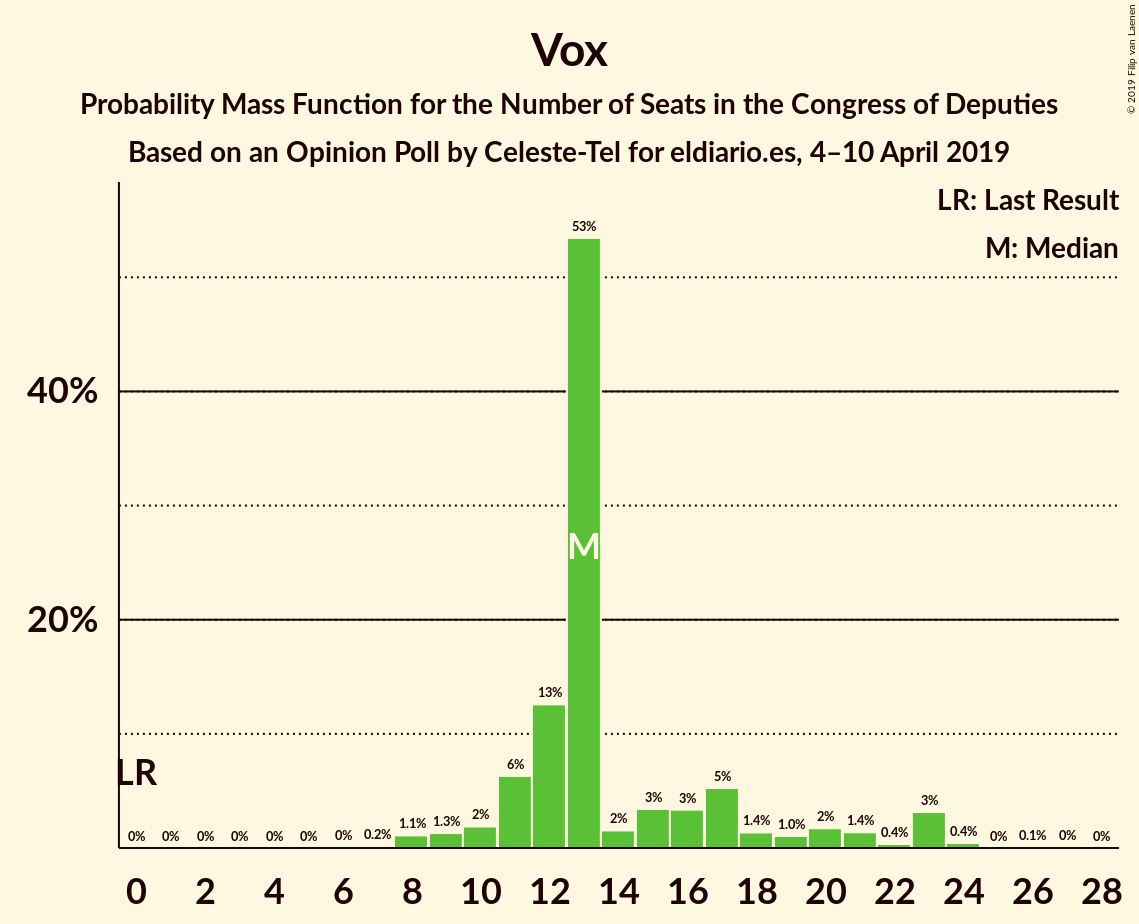 Vox
Probability Mass Function for the Number of Seats in the Congress of Deputies
Based on an Opinion Poll by Celeste-Tel for eldiario.es, 4–10 April 2019
© 2019 Filip van Laenen
LR: Last Result
M: Median
40%
20%
LR
M
0% 0% 0% 0% 0% 0% 0% 0.2% 1.1% 1.3% 2% 6% 13% 53% 2% 3% 3% 5% 1.4% 1.0% 2% 1.4% 0.4% 3% 0.4% 0% 0.1% 0% 0%
0 2 4 6 8 10 12 14 16 18 20 22 24 26 28